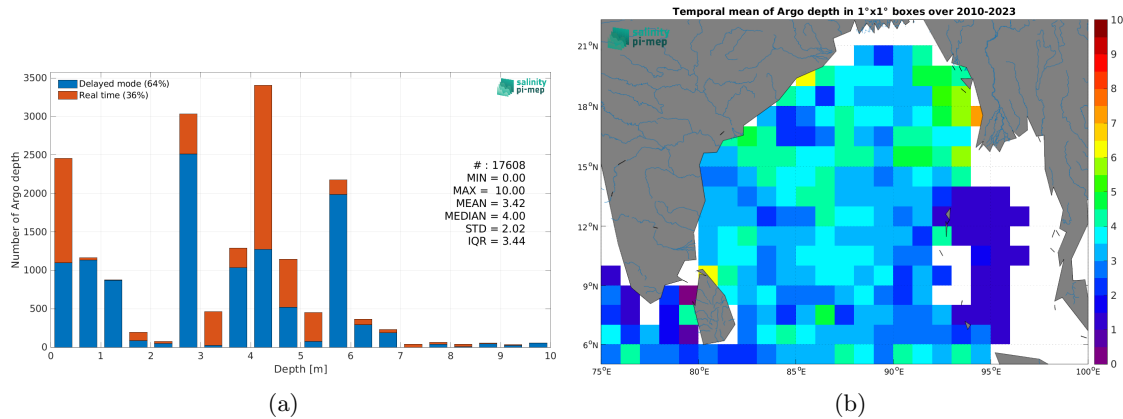 Temporal mean of Argo depth in 1°x1° boxes over 2010-2023
3500
3000
2500
2000
1500
1000
500
0
Number of Argo depth
Delayed mode (64%)
Real time (36%)
salinity
pi-mep
# : 17608
MIN = 0.00
MAX = 10.00
MEAN = 3.42
MEDIAN = 4.00
STD = 2.02
IQR = 3.44
0 1 2 3 4 5 6 7 8 9 10
Depth [m]
(a)
salinity
pi-mep
21°N
18°N
15°N
12°N
9°N
6°N
75°E 80°E 85°E 90°E 95°E 100°E
10
9
8
7
6
5
4
3
2
1
0
(b)